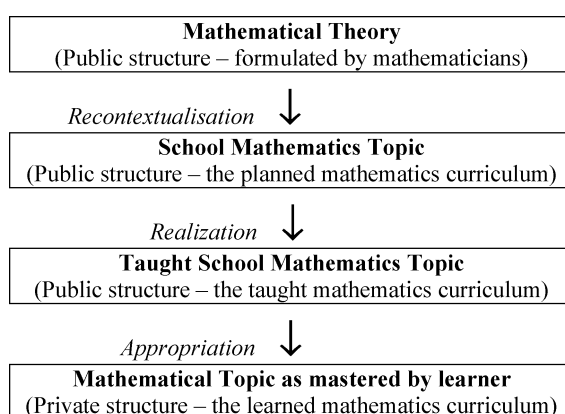 Mathematical Theory
(Public structure – formulated by mathematicians)
Recontextualisation
School Mathematics Topic
(Public structure – the planned mathematics curriculum)
Realization
Taught School Mathematics Topic
(Public structure – the taught mathematics curriculum)
Appropriation
Mathematical Topic as mastered by learner
(Private structure – the learned mathematics curriculum)